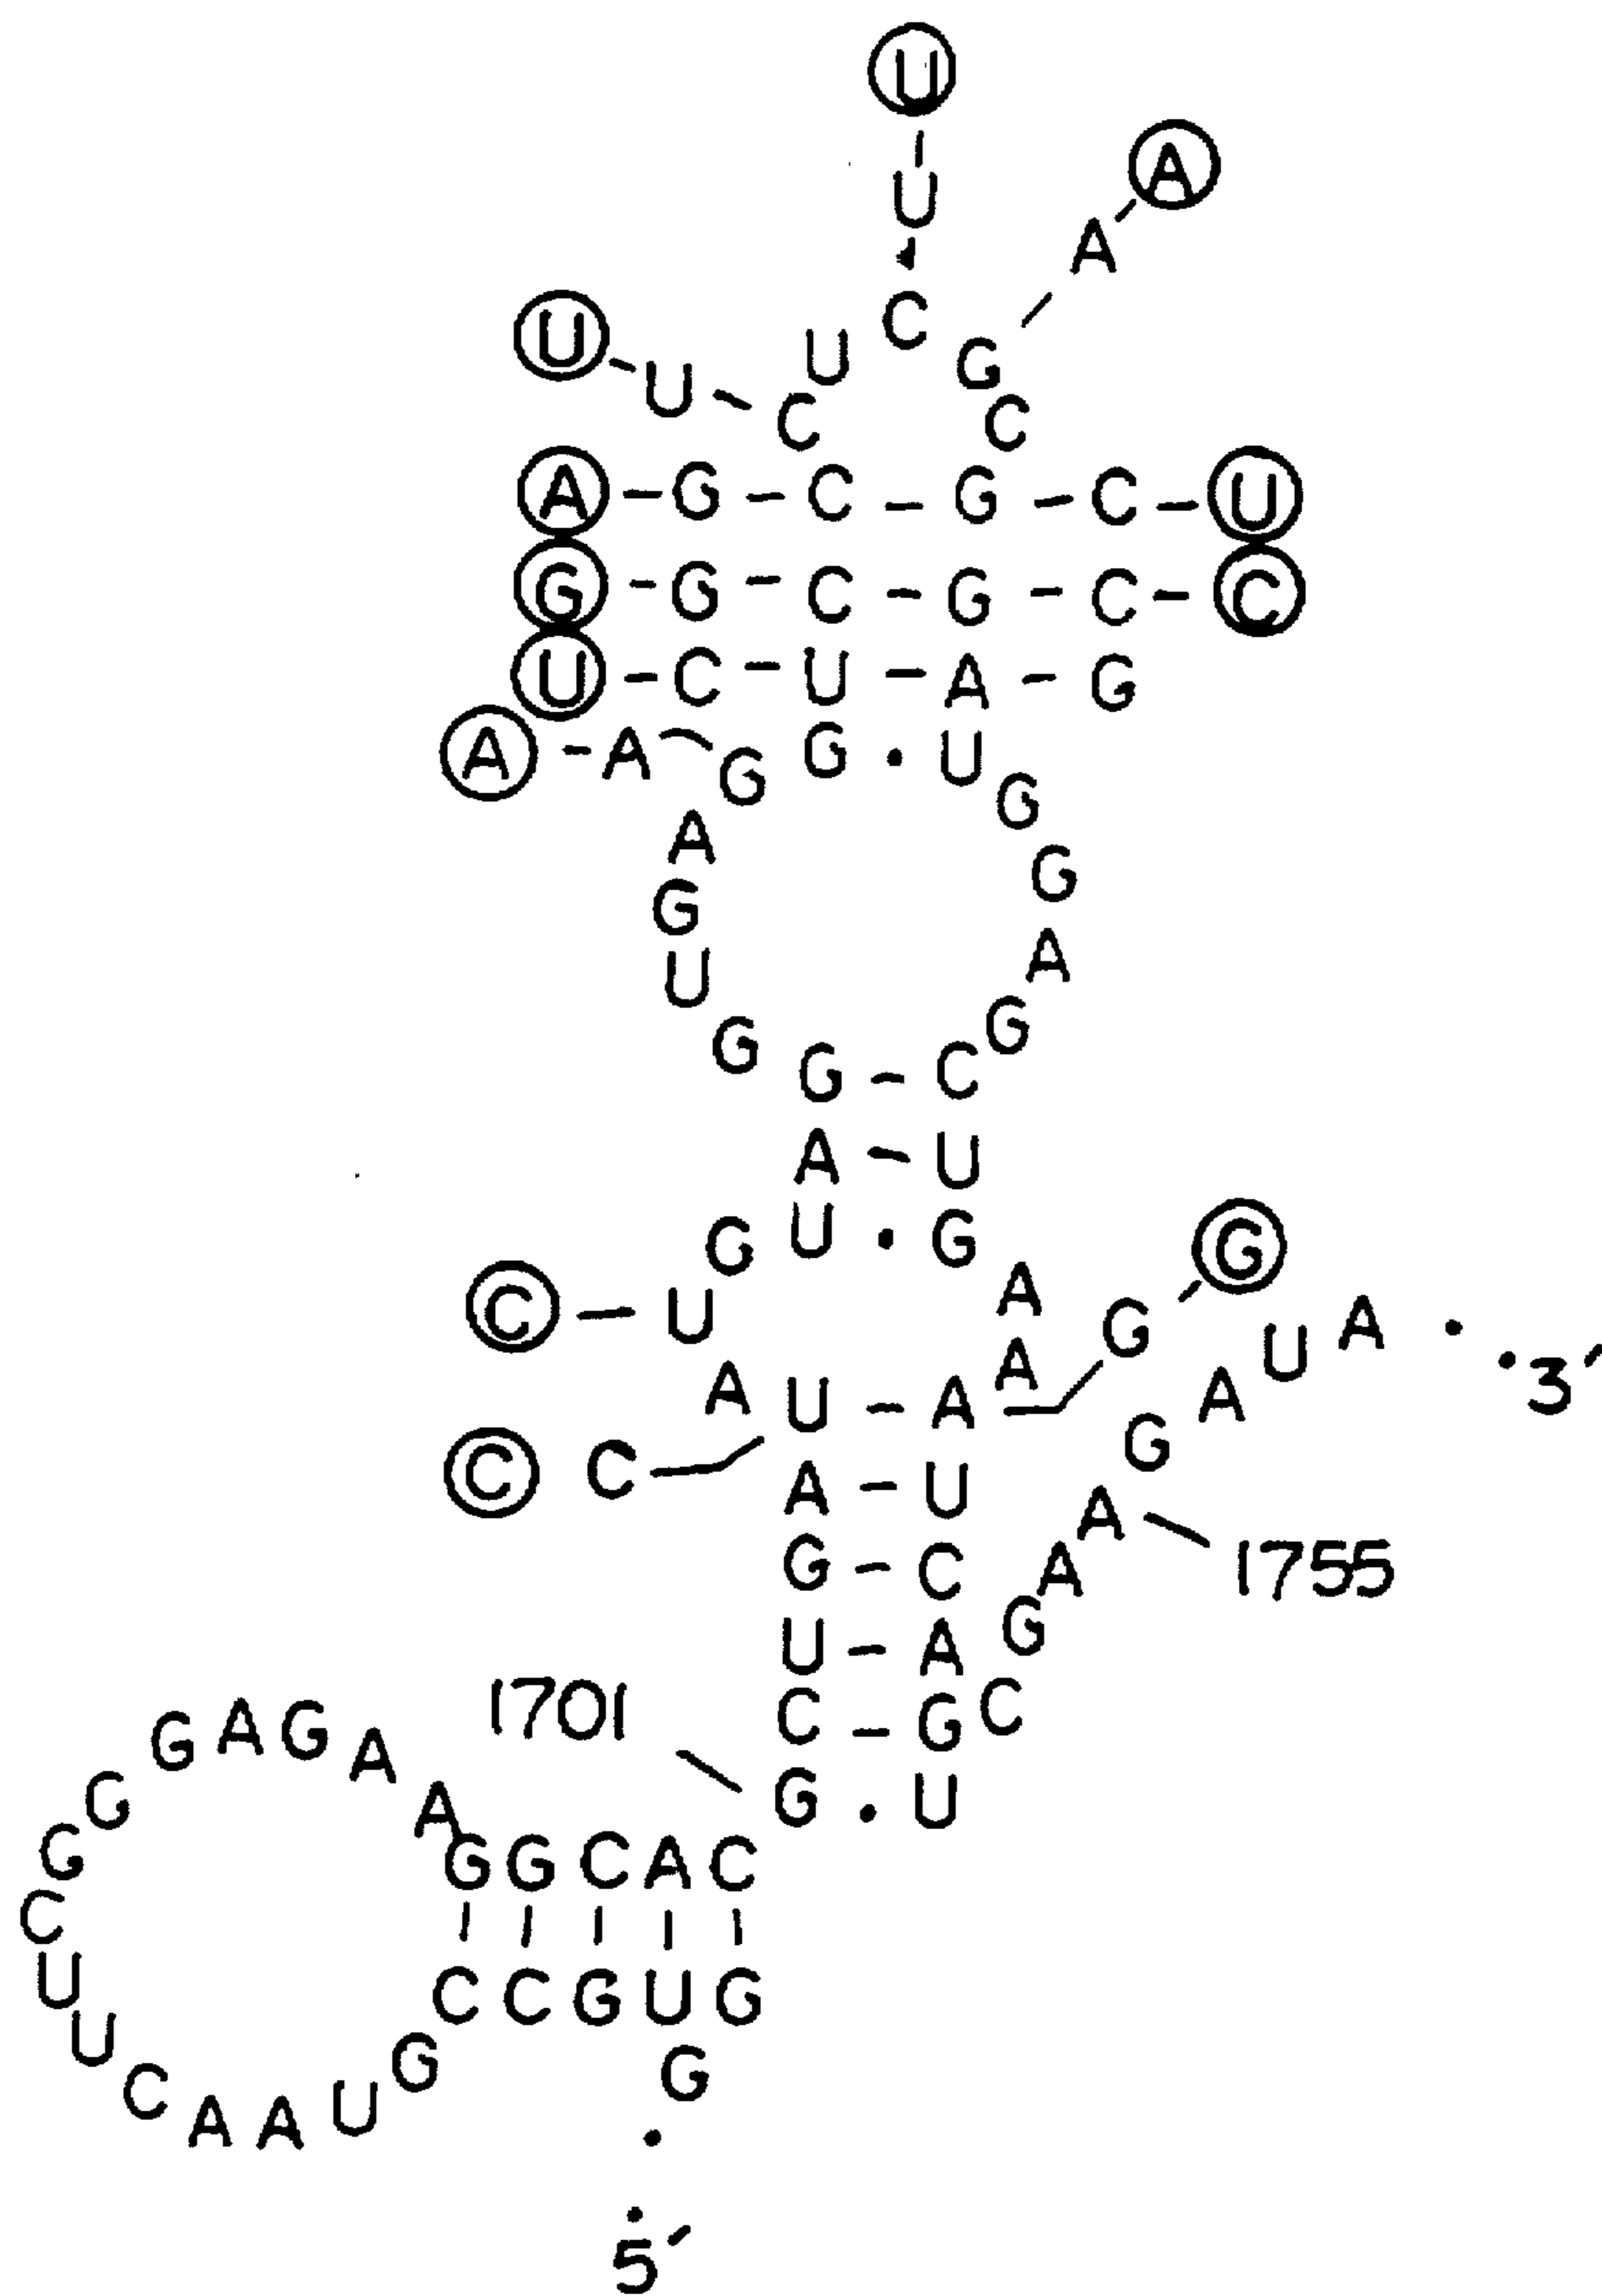 U
U
A
A
C
U U C U G
C
A G C G C U
G G C G C C
U C U A G
A A G G U G
A G
G A
U G
G G C
A U
G U G A G G
C U A G U A 3′
A U A A
C C A U G A 1755
G C A
U A G
1701 C G C
G A G A G U
G A
G G G C A C
C C C G U G
U G G
U
C A A U
5′